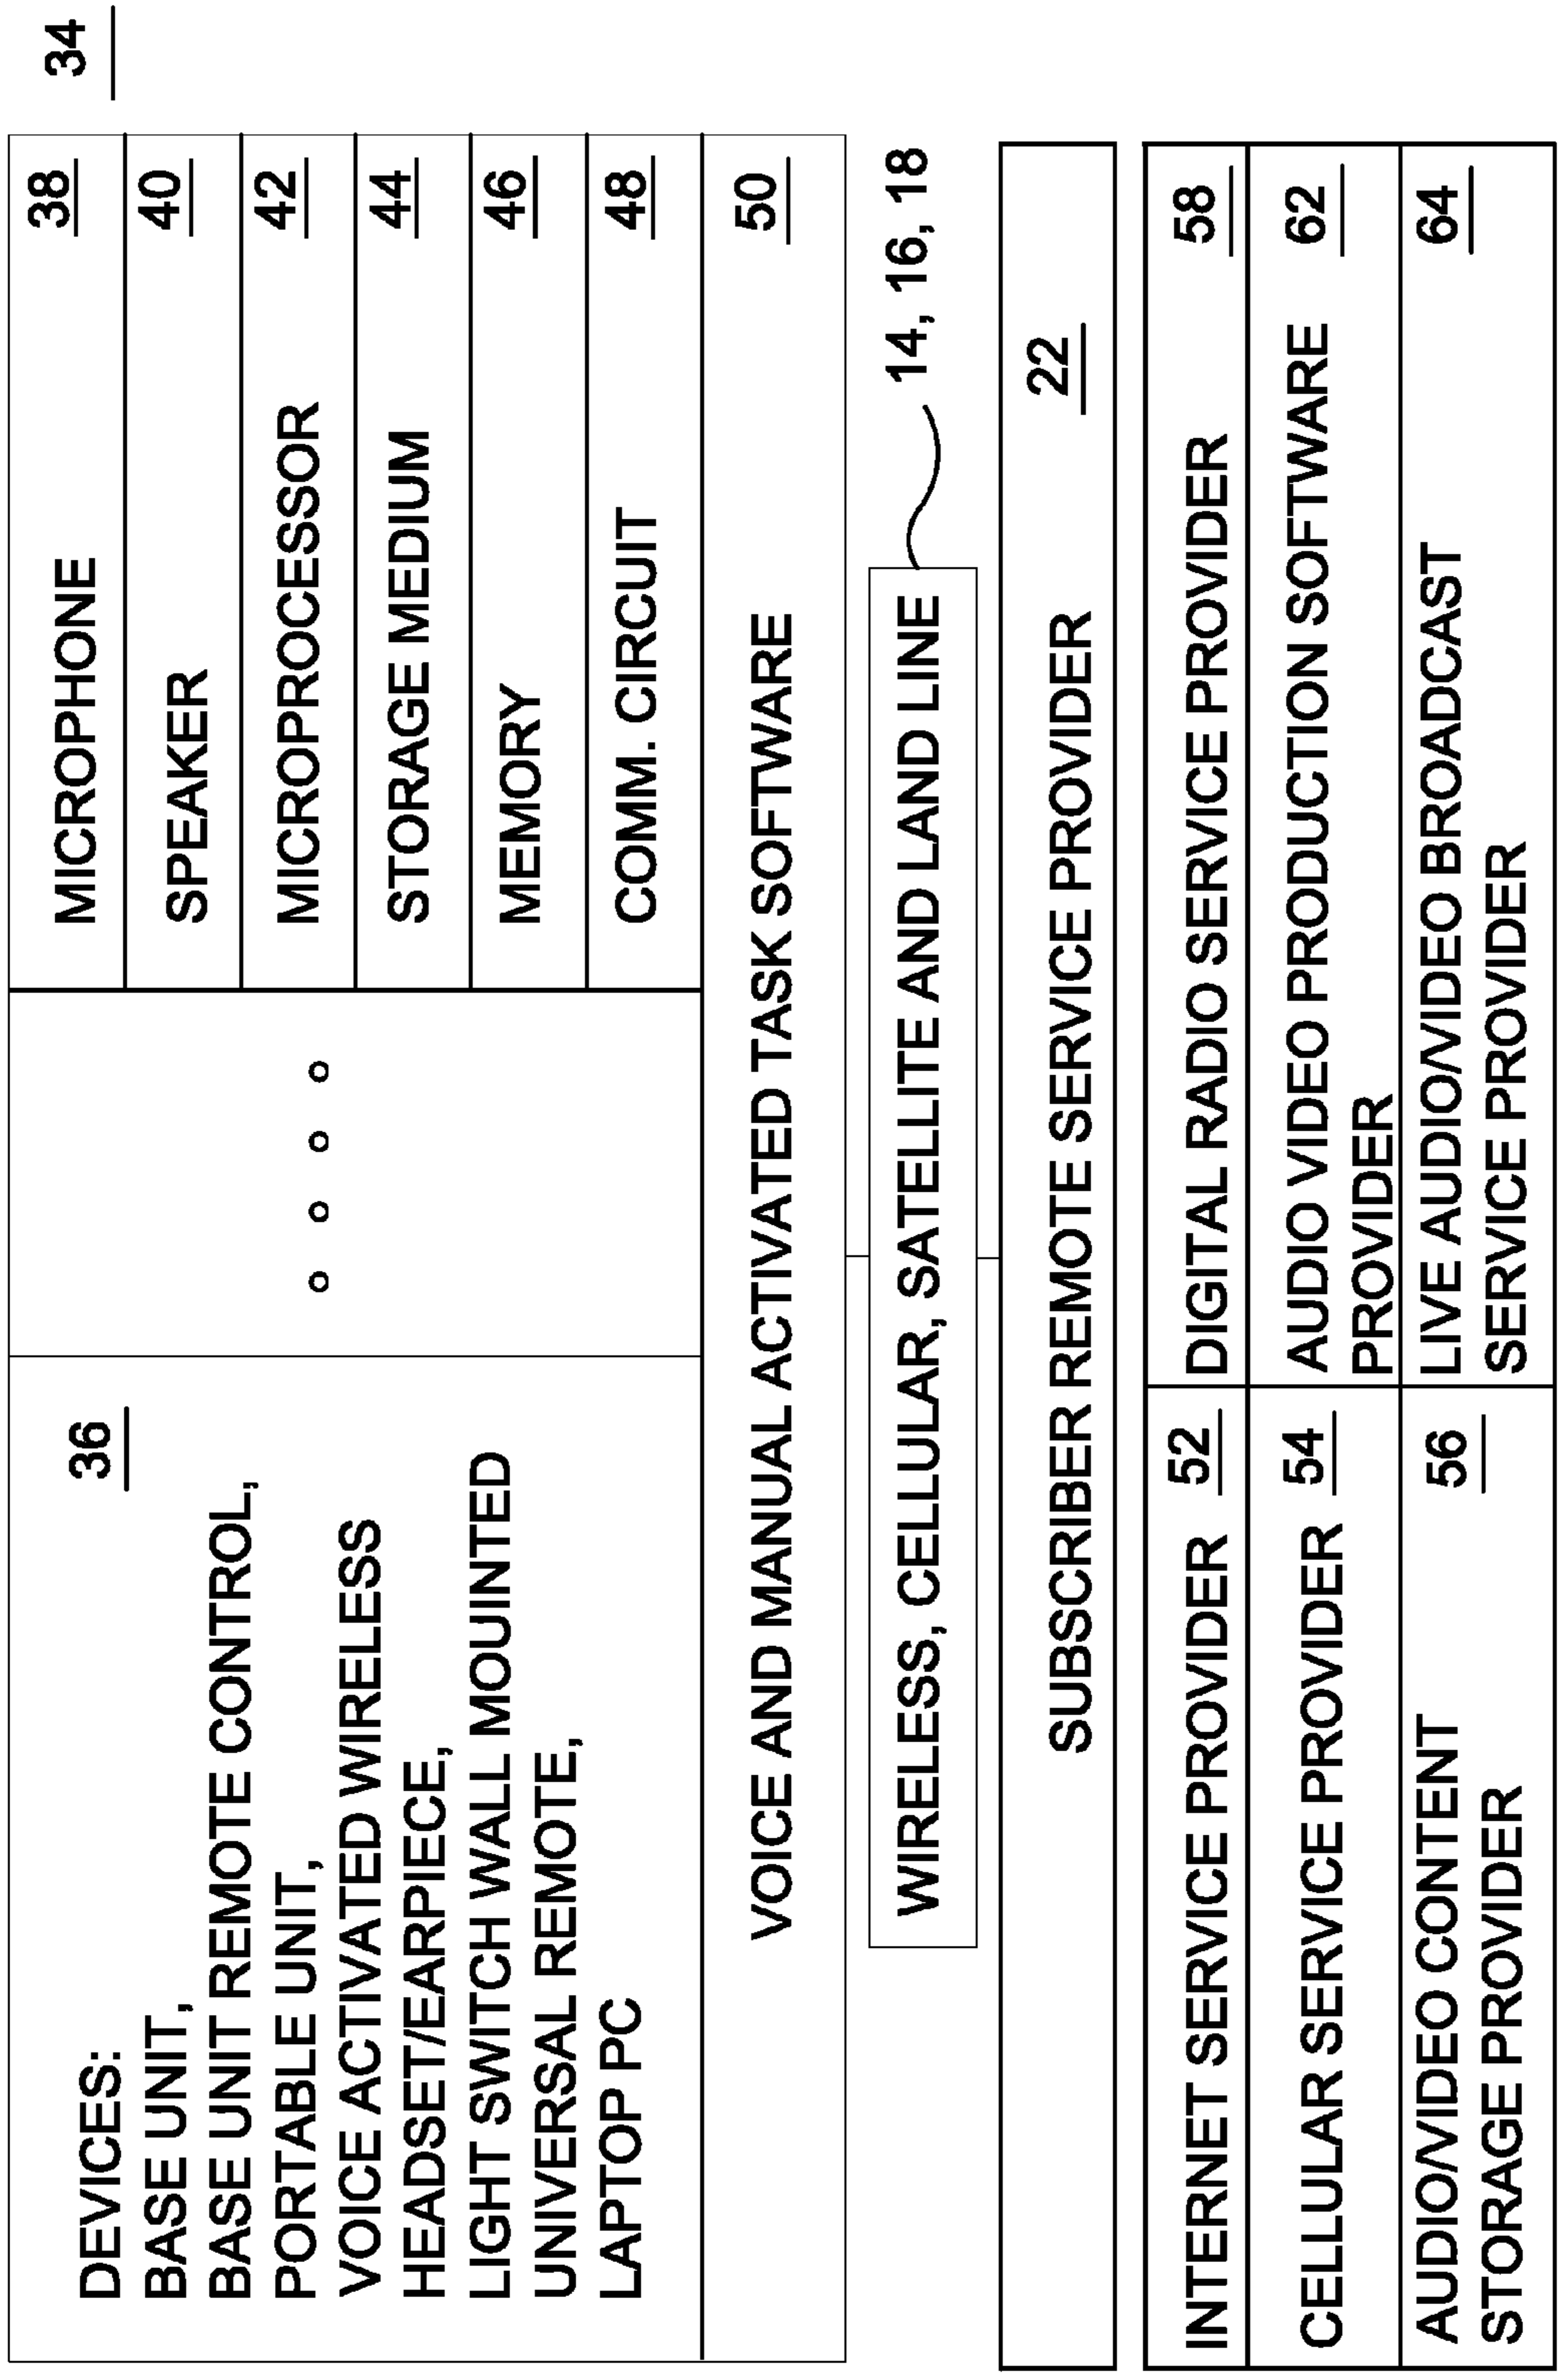 34
DEVICES:
36
BASE UNIT,
BASE UNIT REMOTE CONTROL,
PORTABLE UNIT,
VOICE ACTIVATED WIRELESS
HEADSET/EARPIECE,
LIGHT SWITCH WALL MOUINTED
UNIVERSAL REMOTE,
LAPTOP PC
MICROPHONE 38
SPEAKER 40
MICROPROCESSOR 42
STORAGE MEDIUM 44
MEMORY 46
COMM. CIRCUIT 48
VOICE AND MANUAL ACTIVATED TASK SOFTWARE 50
WIRELESS, CELLULAR, SATELLITE AND LAND LINE 14, 16, 18
SUBSCRIBER REMOTE SERVICE PROVIDER 22
INTERNET SERVICE PROVIDER 52
CELLULAR SERVICE PROVIDER 54
AUDIO/VIDEO CONTENT 56
STORAGE PROVIDER
DIGITAL RADIO SERVICE PROVIDER 58
AUDIO VIDEO PRODUCTION SOFTWARE 62
PROVIDER
LIVE AUDIO/VIDEO BROADCAST 64
SERVICE PROVIDER